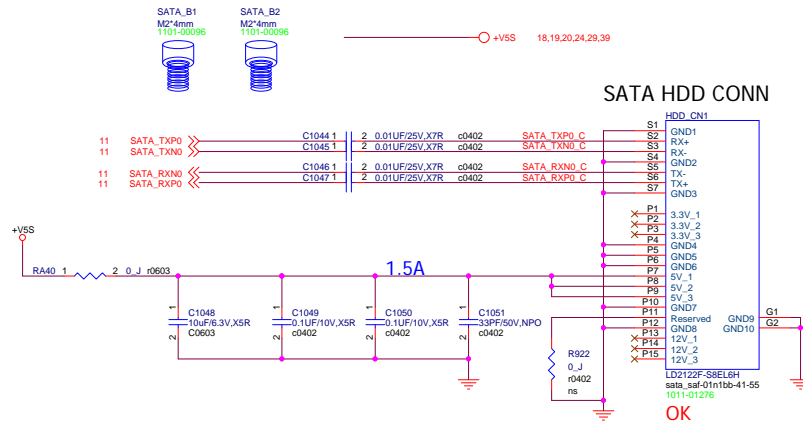 SATA_B1 SATA_B2
M2*4mm M2*4mm
1101-00096 1101-00096
+V5S 18,19,20,24,29,39
SATA HDD CONN
HDD_CN1
11 SATA_TXP0 C1044 1 2 0.01UF/25V,X7R c0402 SATA_TXP0_C
11 SATA_TXN0 C1045 1 2 0.01UF/25V,X7R c0402 SATA_TXN0_C
11 SATA_RXN0 C1046 1 2 0.01UF/25V,X7R c0402 SATA_RXN0_C
11 SATA_RXP0 C1047 1 2 0.01UF/25V,X7R c0402 SATA_RXP0_C
S1 GND1
S2 RX+
S3 RX-
S4 GND2
S5 TX-
S6 TX+
S7 GND3
P1 3.3V_1
P2 3.3V_2
P3 3.3V_3
P4 GND4
P5 GND5
P6 GND6
P7 5V_1
P8 5V_2
P9 5V_3
P10 GND7
P11 Reserved GND9 G1
P12 GND8 GND10 G2
P13 12V_1
P14 12V_2
P15 12V_3
+V5S
RA40 1 2 0_J r0603
1.5A
1 C1048
10uF/6.3V,X5R
2 C0603
1 C1049
0.1UF/10V,X5R
2 c0402
1 C1050
0.1UF/10V,X5R
2 c0402
1 C1051
33PF/50V,NPO
2 c0402
R922
0_J
r0402
ns
LD2122F-S8EL6H
sata_saf-01n1bb-41-55
1011-01276
OK